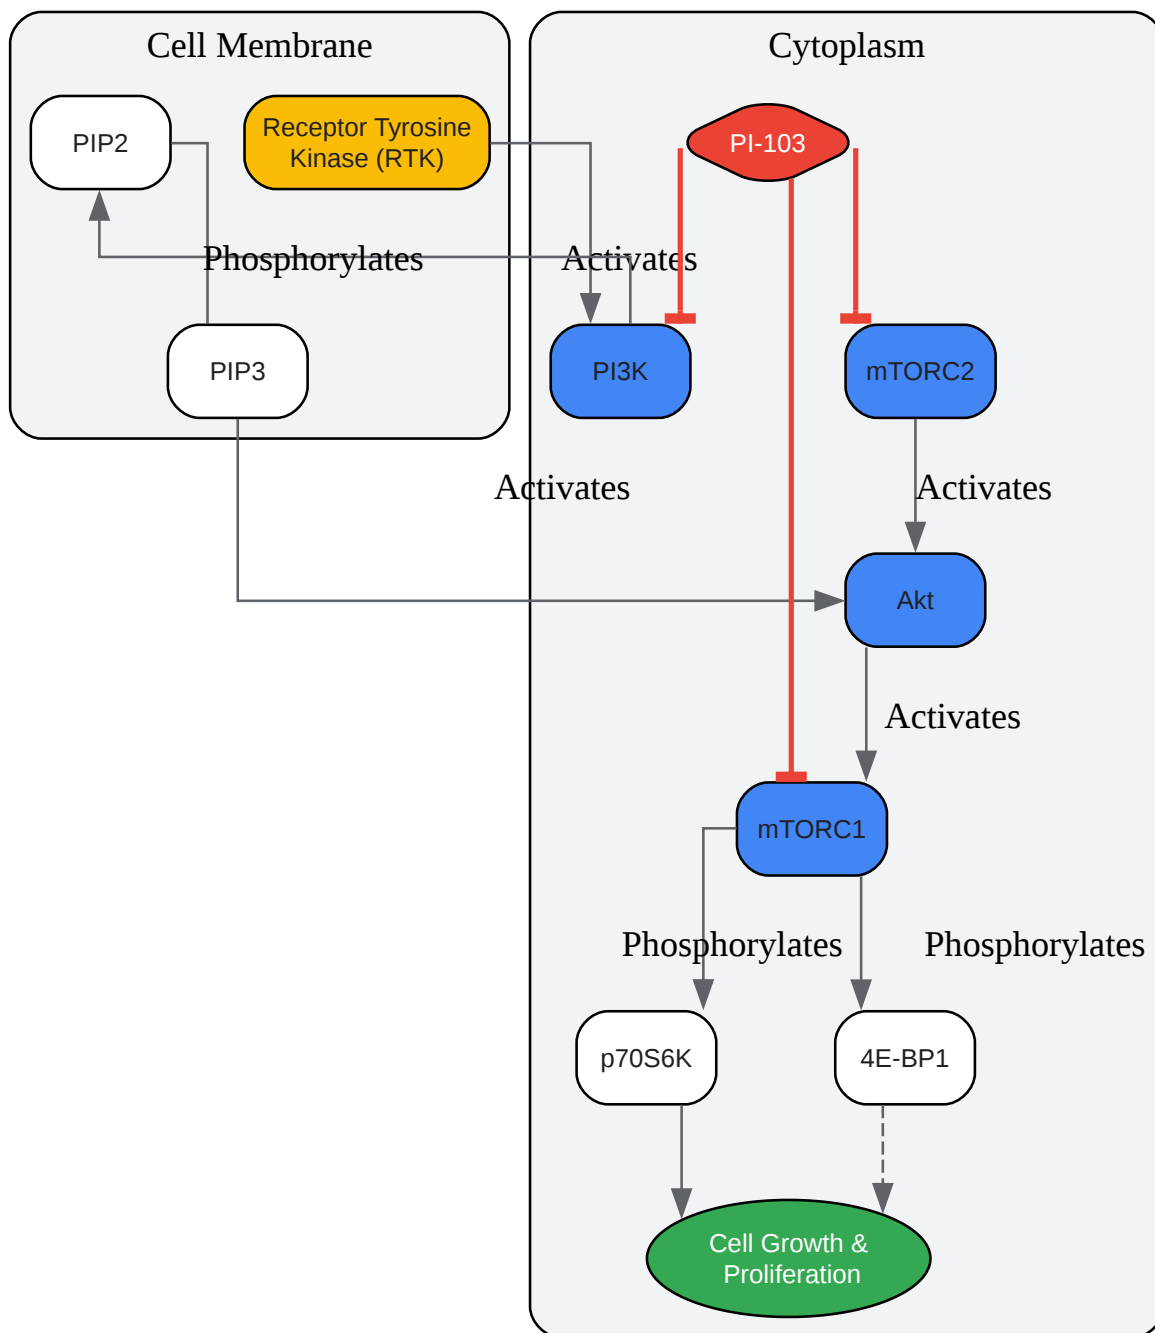 Cell Membrane
Cytoplasm
PIP2
Receptor Tyrosine
Kinase (RTK)
PI-103
Phosphorylates
Activates
PIP3
PI3K
mTORC2
Activates
Activates
Akt
Activates
mTORC1
Phosphorylates
Phosphorylates
p70S6K
4E-BP1
Cell Growth &
Proliferation